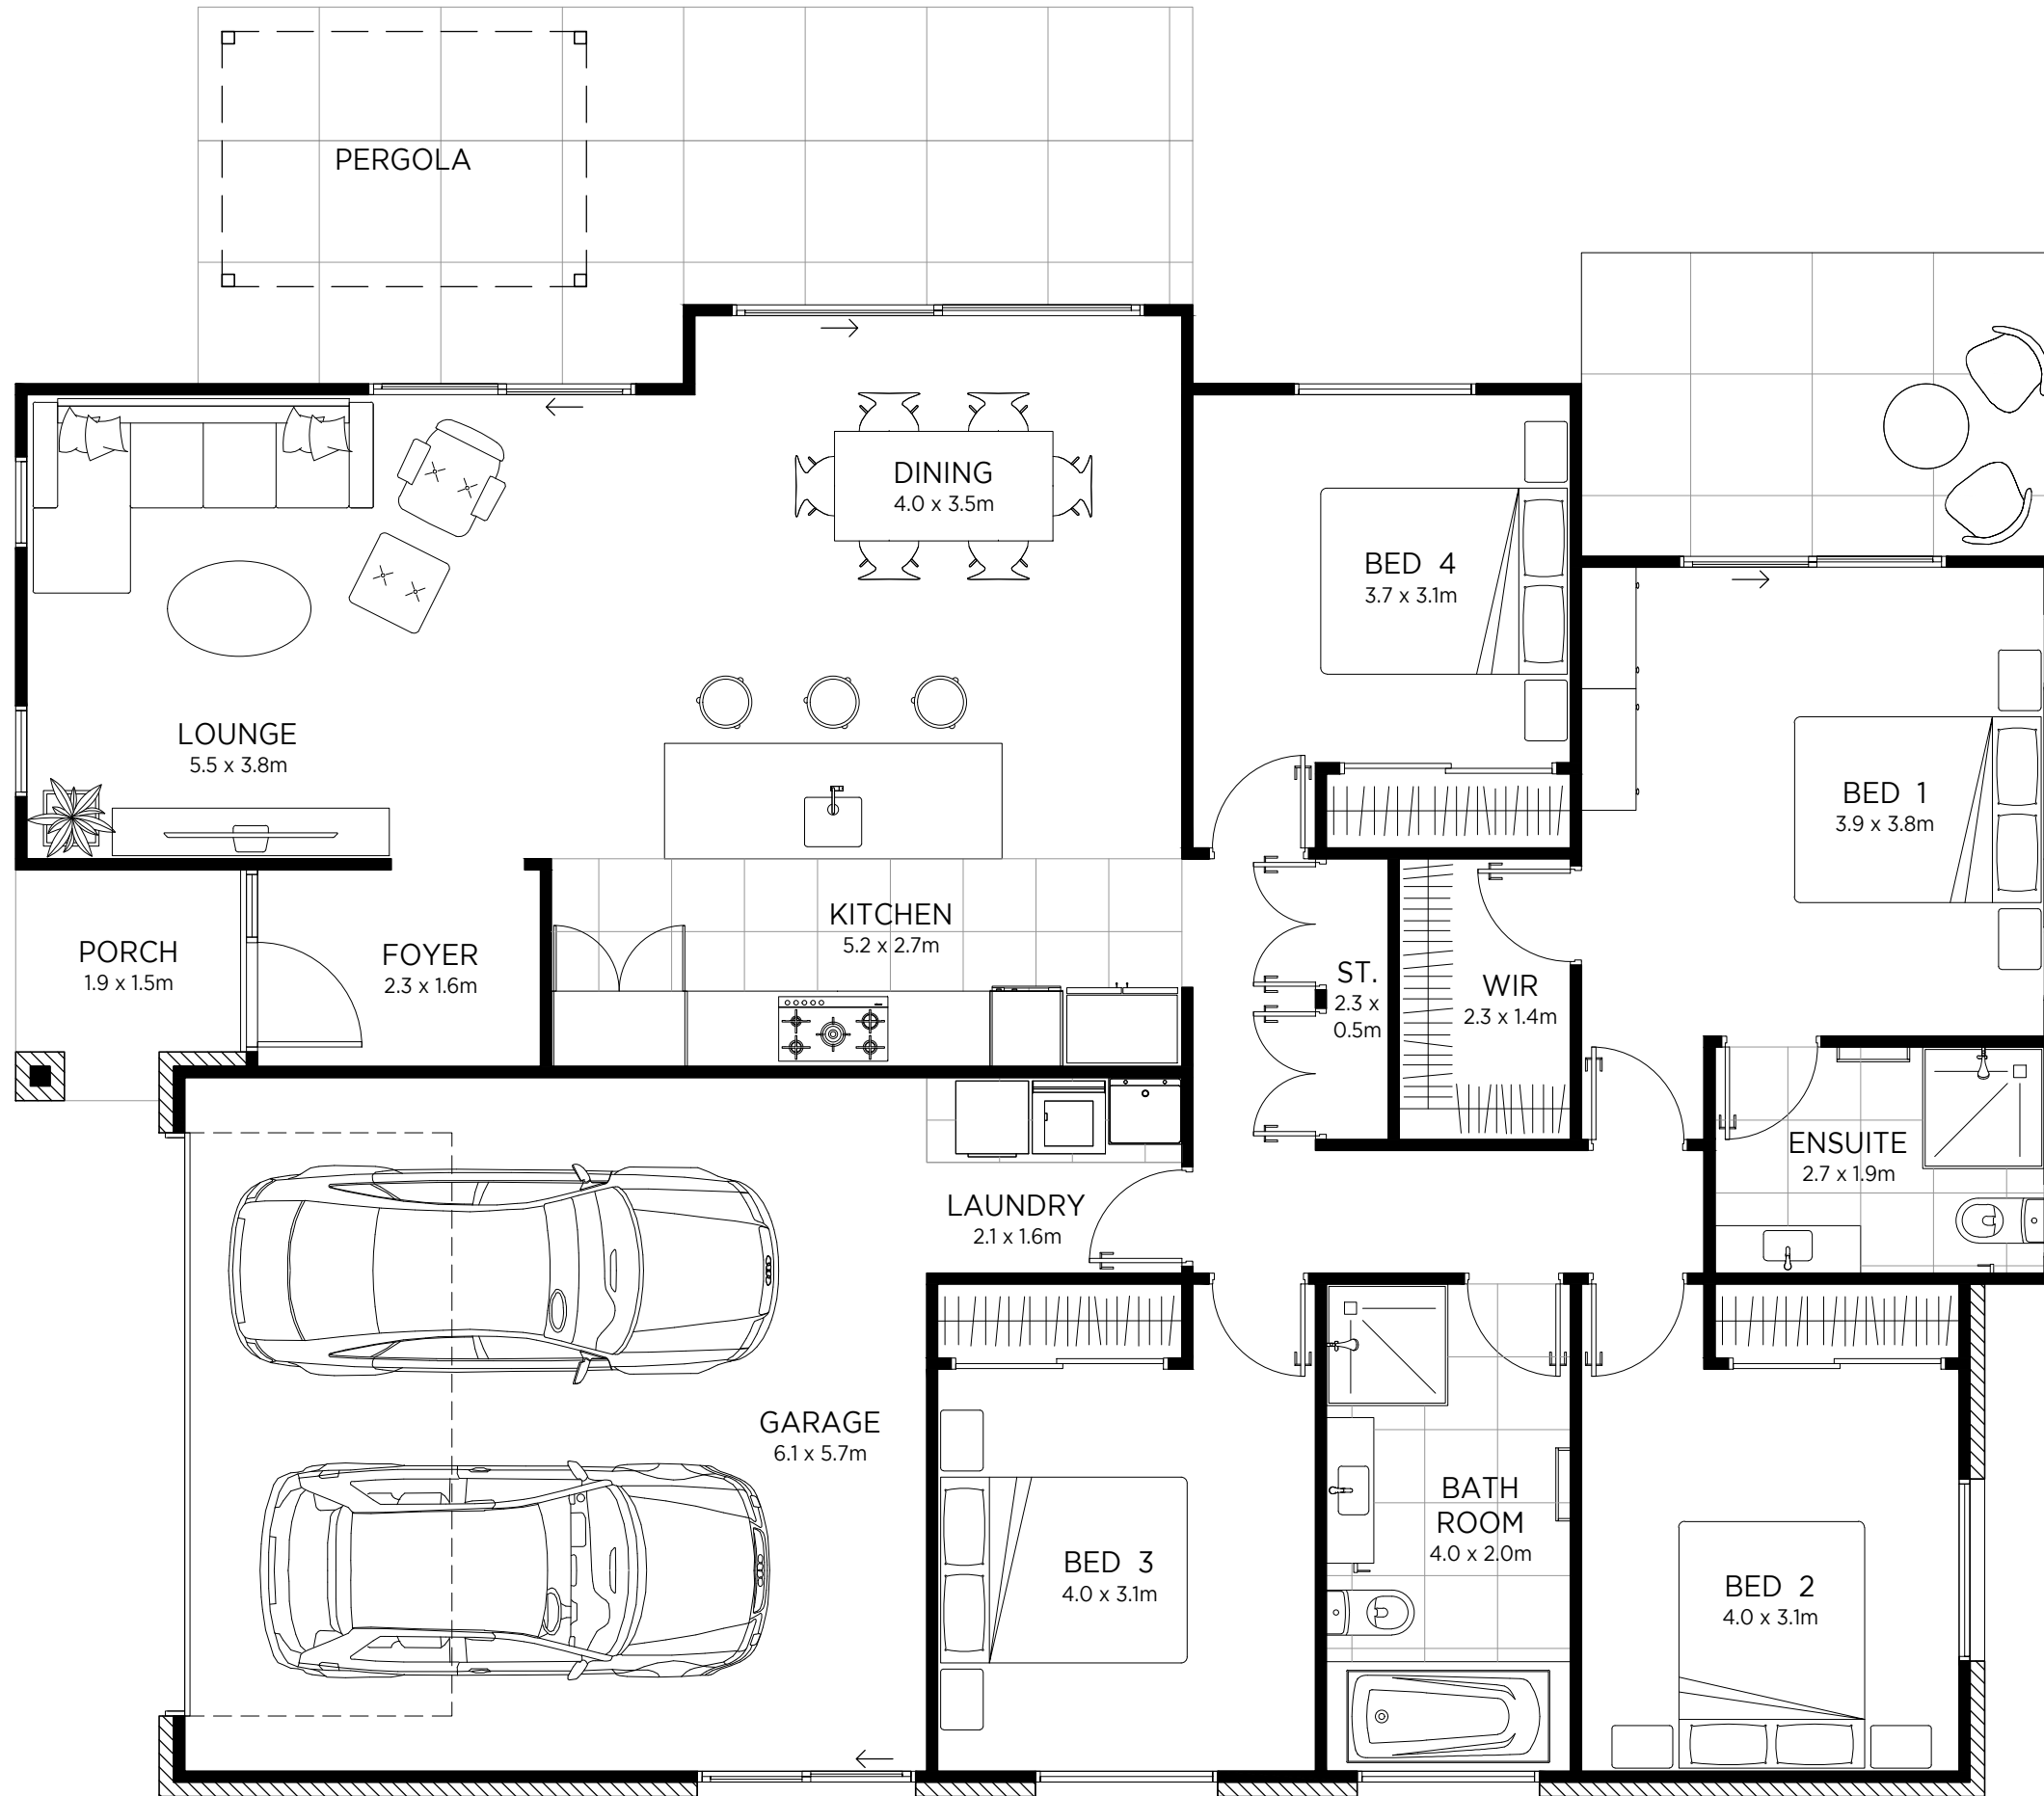 PERGOLA
DINING
4.0 x 3.5m
BED 4
3.7 x 3.1m
LOUNGE
5.5 x 3.8m
BED 1
3.9 x 3.8m
KITCHEN
5.2 x 2.7m
PORCH
1.9 x 1.5m
FOYER
2.3 x 1.6m
ST.
2.3 x
0.5m
WIR
2.3 x 1.4m
ENSUITE
2.7 x 1.9m
LAUNDRY
2.1 x 1.6m
GARAGE
6.1 x 5.7m
BATH
ROOM
4.0 x 2.0m
BED 3
4.0 x 3.1m
BED 2
4.0 x 3.1m